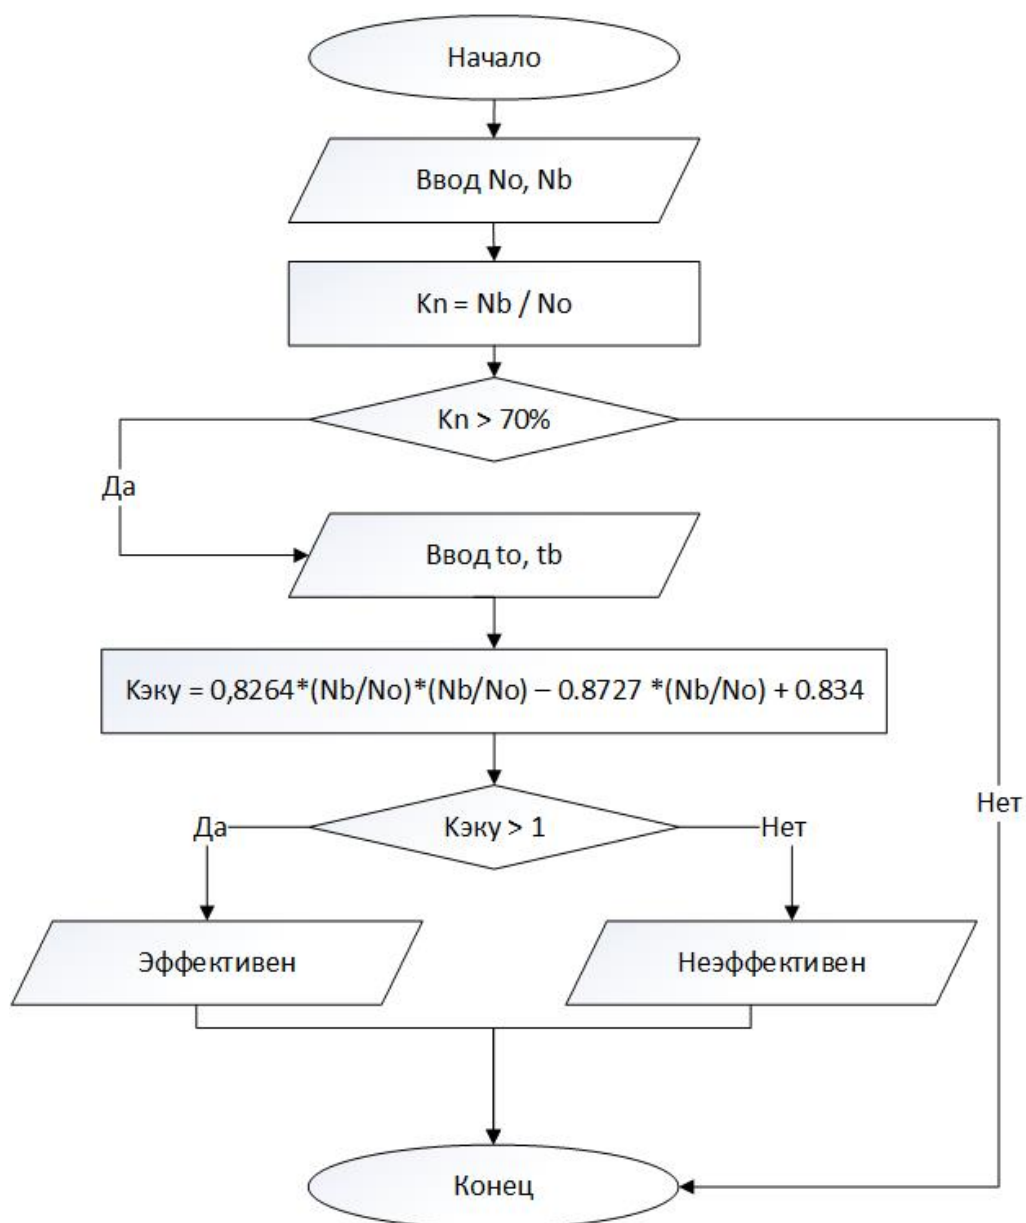 Начало
Ввод No, Nb
Kn = Nb / No
Kn > 70%
Да
Ввод to, tb
Кэку = 0,8264*(Nb/No)*(Nb/No) – 0.8727 *(Nb/No) + 0.834
Нет
Да
Кэку > 1
Нет
Эффективен
Неэффективен
Конец